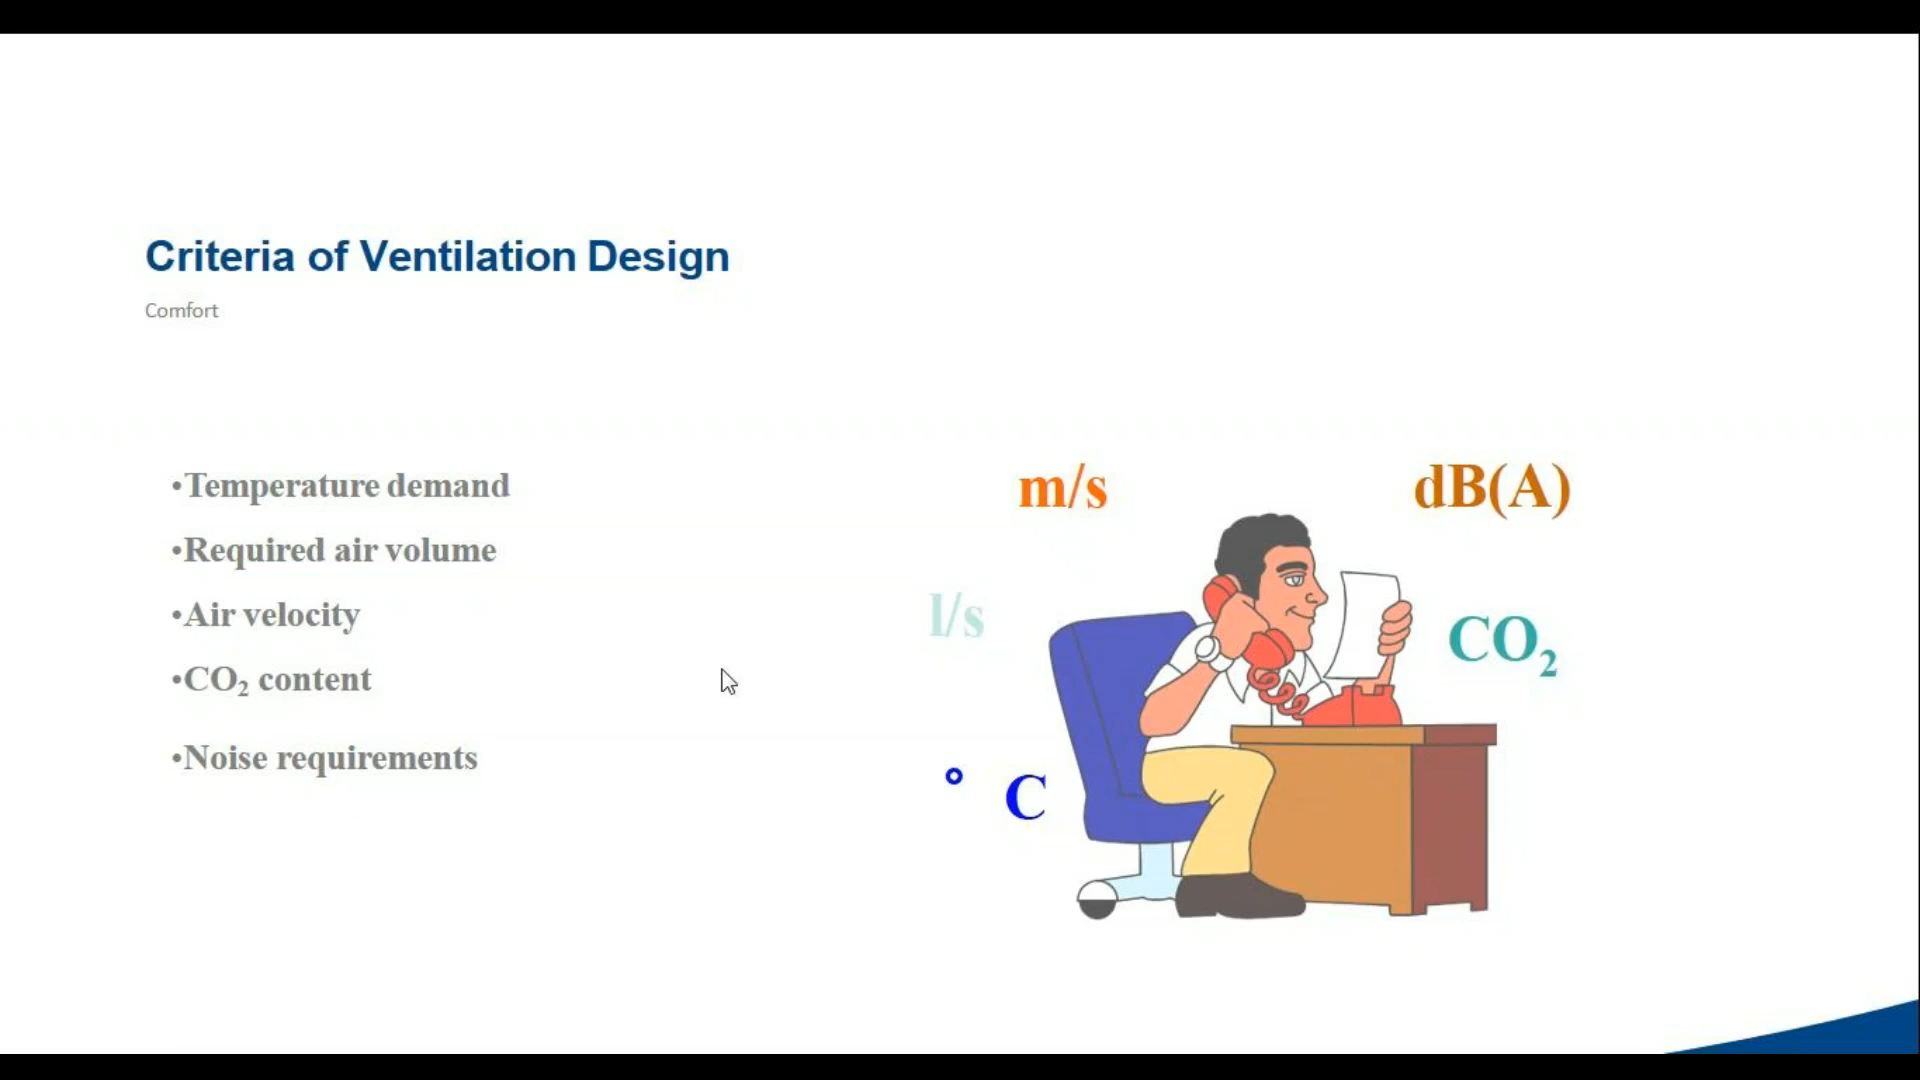 Criteria of Ventilation Design
Comfort
•Temperature demand
•Required air volume
•Air velocity
•CO₂ content
•Noise requirements
m/s
dB(A)
l/s
CO₂
° C